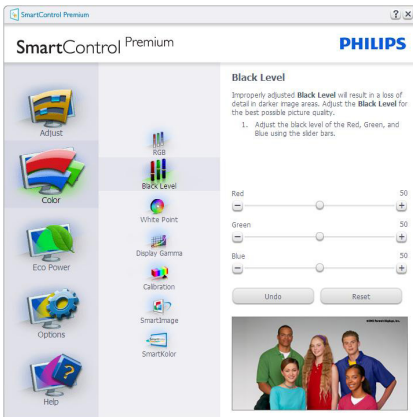 SmartControl Premium
SmartControl Premium
PHILIPS
Adjust
Color
Eco Power
Options
Help
RGB
Black Level
White Point
Display Gamma
Calibration
SmartImage
SmartKolor
Black Level
Improperly adjusted Black Level will result in a loss of
detail in darker image areas. Adjust the Black Level for
the best possible picture quality.
1. Adjust the black level of the Red, Green, and
Blue using the slider bars.
Red 50
Green 50
Blue 50
Undo Reset